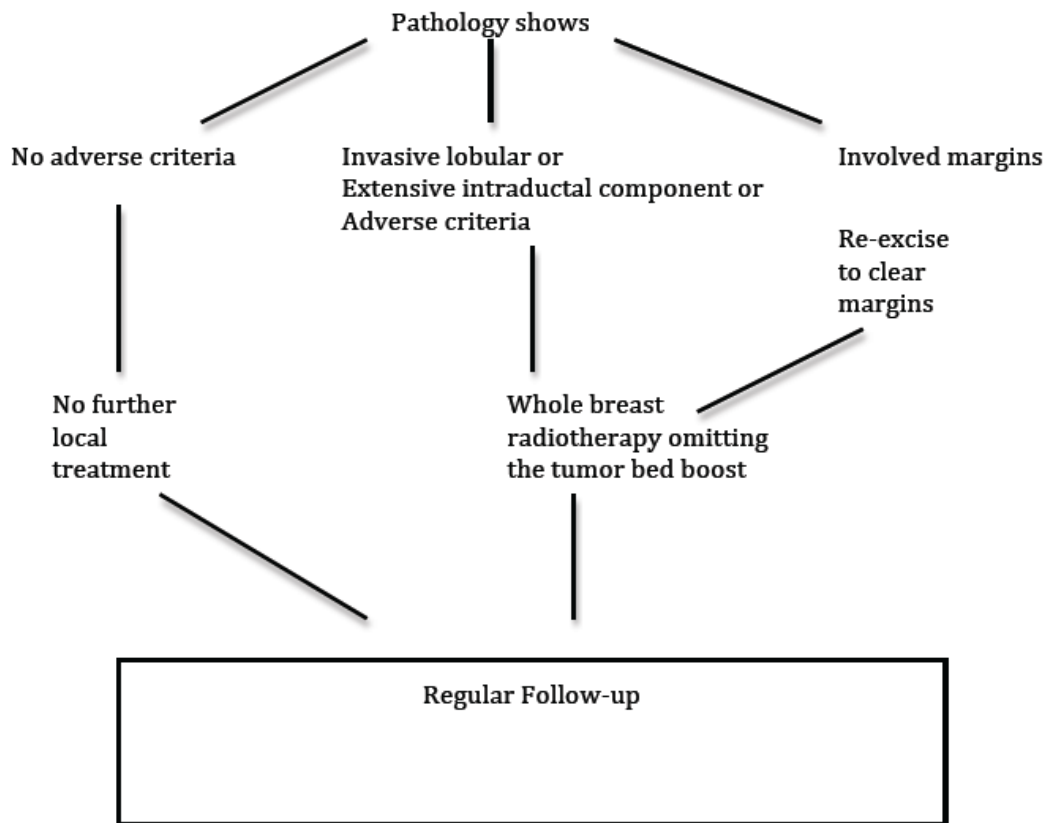 Pathology shows
No adverse criteria
Invasive lobular or
Extensive intraductal component or
Adverse criteria
Involved margins
Re-excise
to clear
margins
No further
local
treatment
Whole breast
radiotherapy omitting
the tumor bed boost
Regular Follow-up